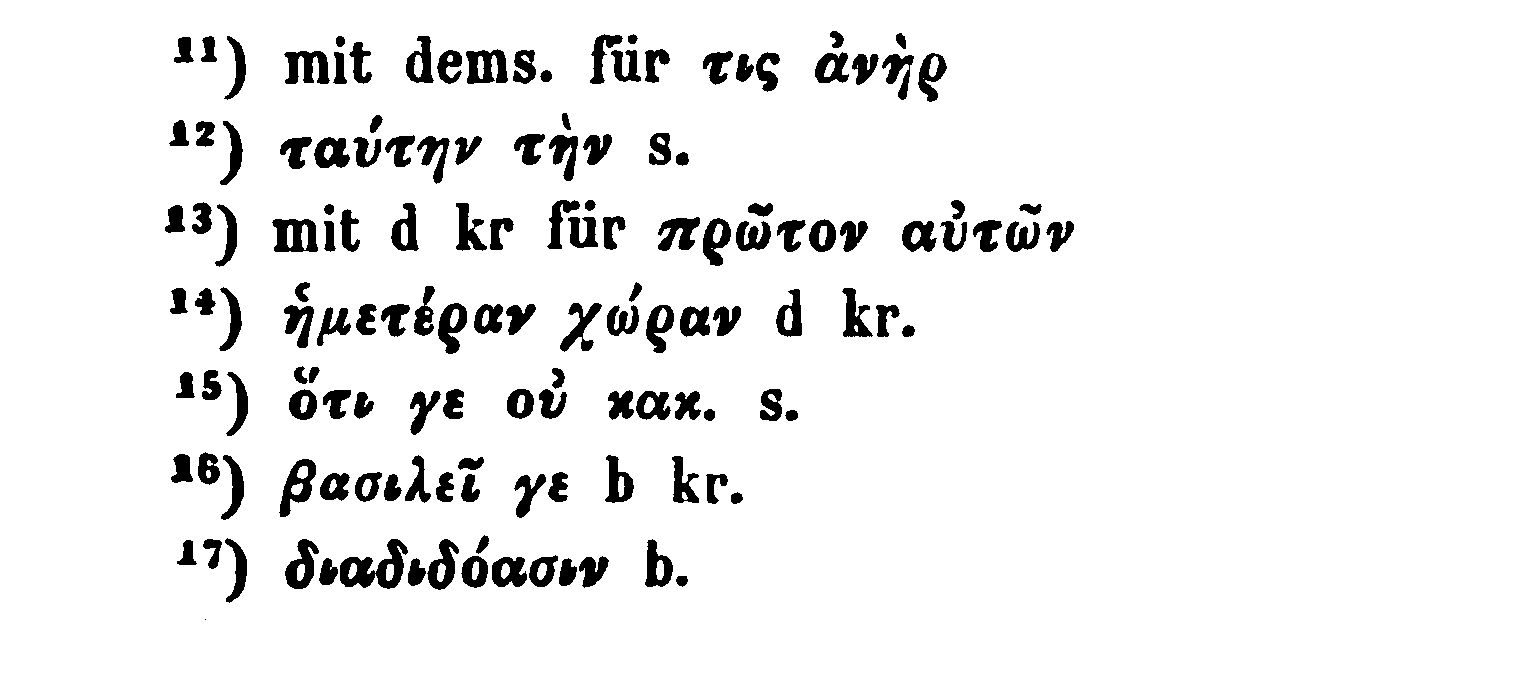 ¹¹) mit dems. für τις ἀνὴρ
¹²) ταύτην τὴν s.
¹³) mit d kr für πρῶτον αὐτῶν
¹⁴) ἡμετέραν χώραν d kr.
¹⁵) ὅτι γε οὐ κακ. s.
¹⁶) βασιλεῖ γε b kr.
¹⁷) διαδιδόασιν b.